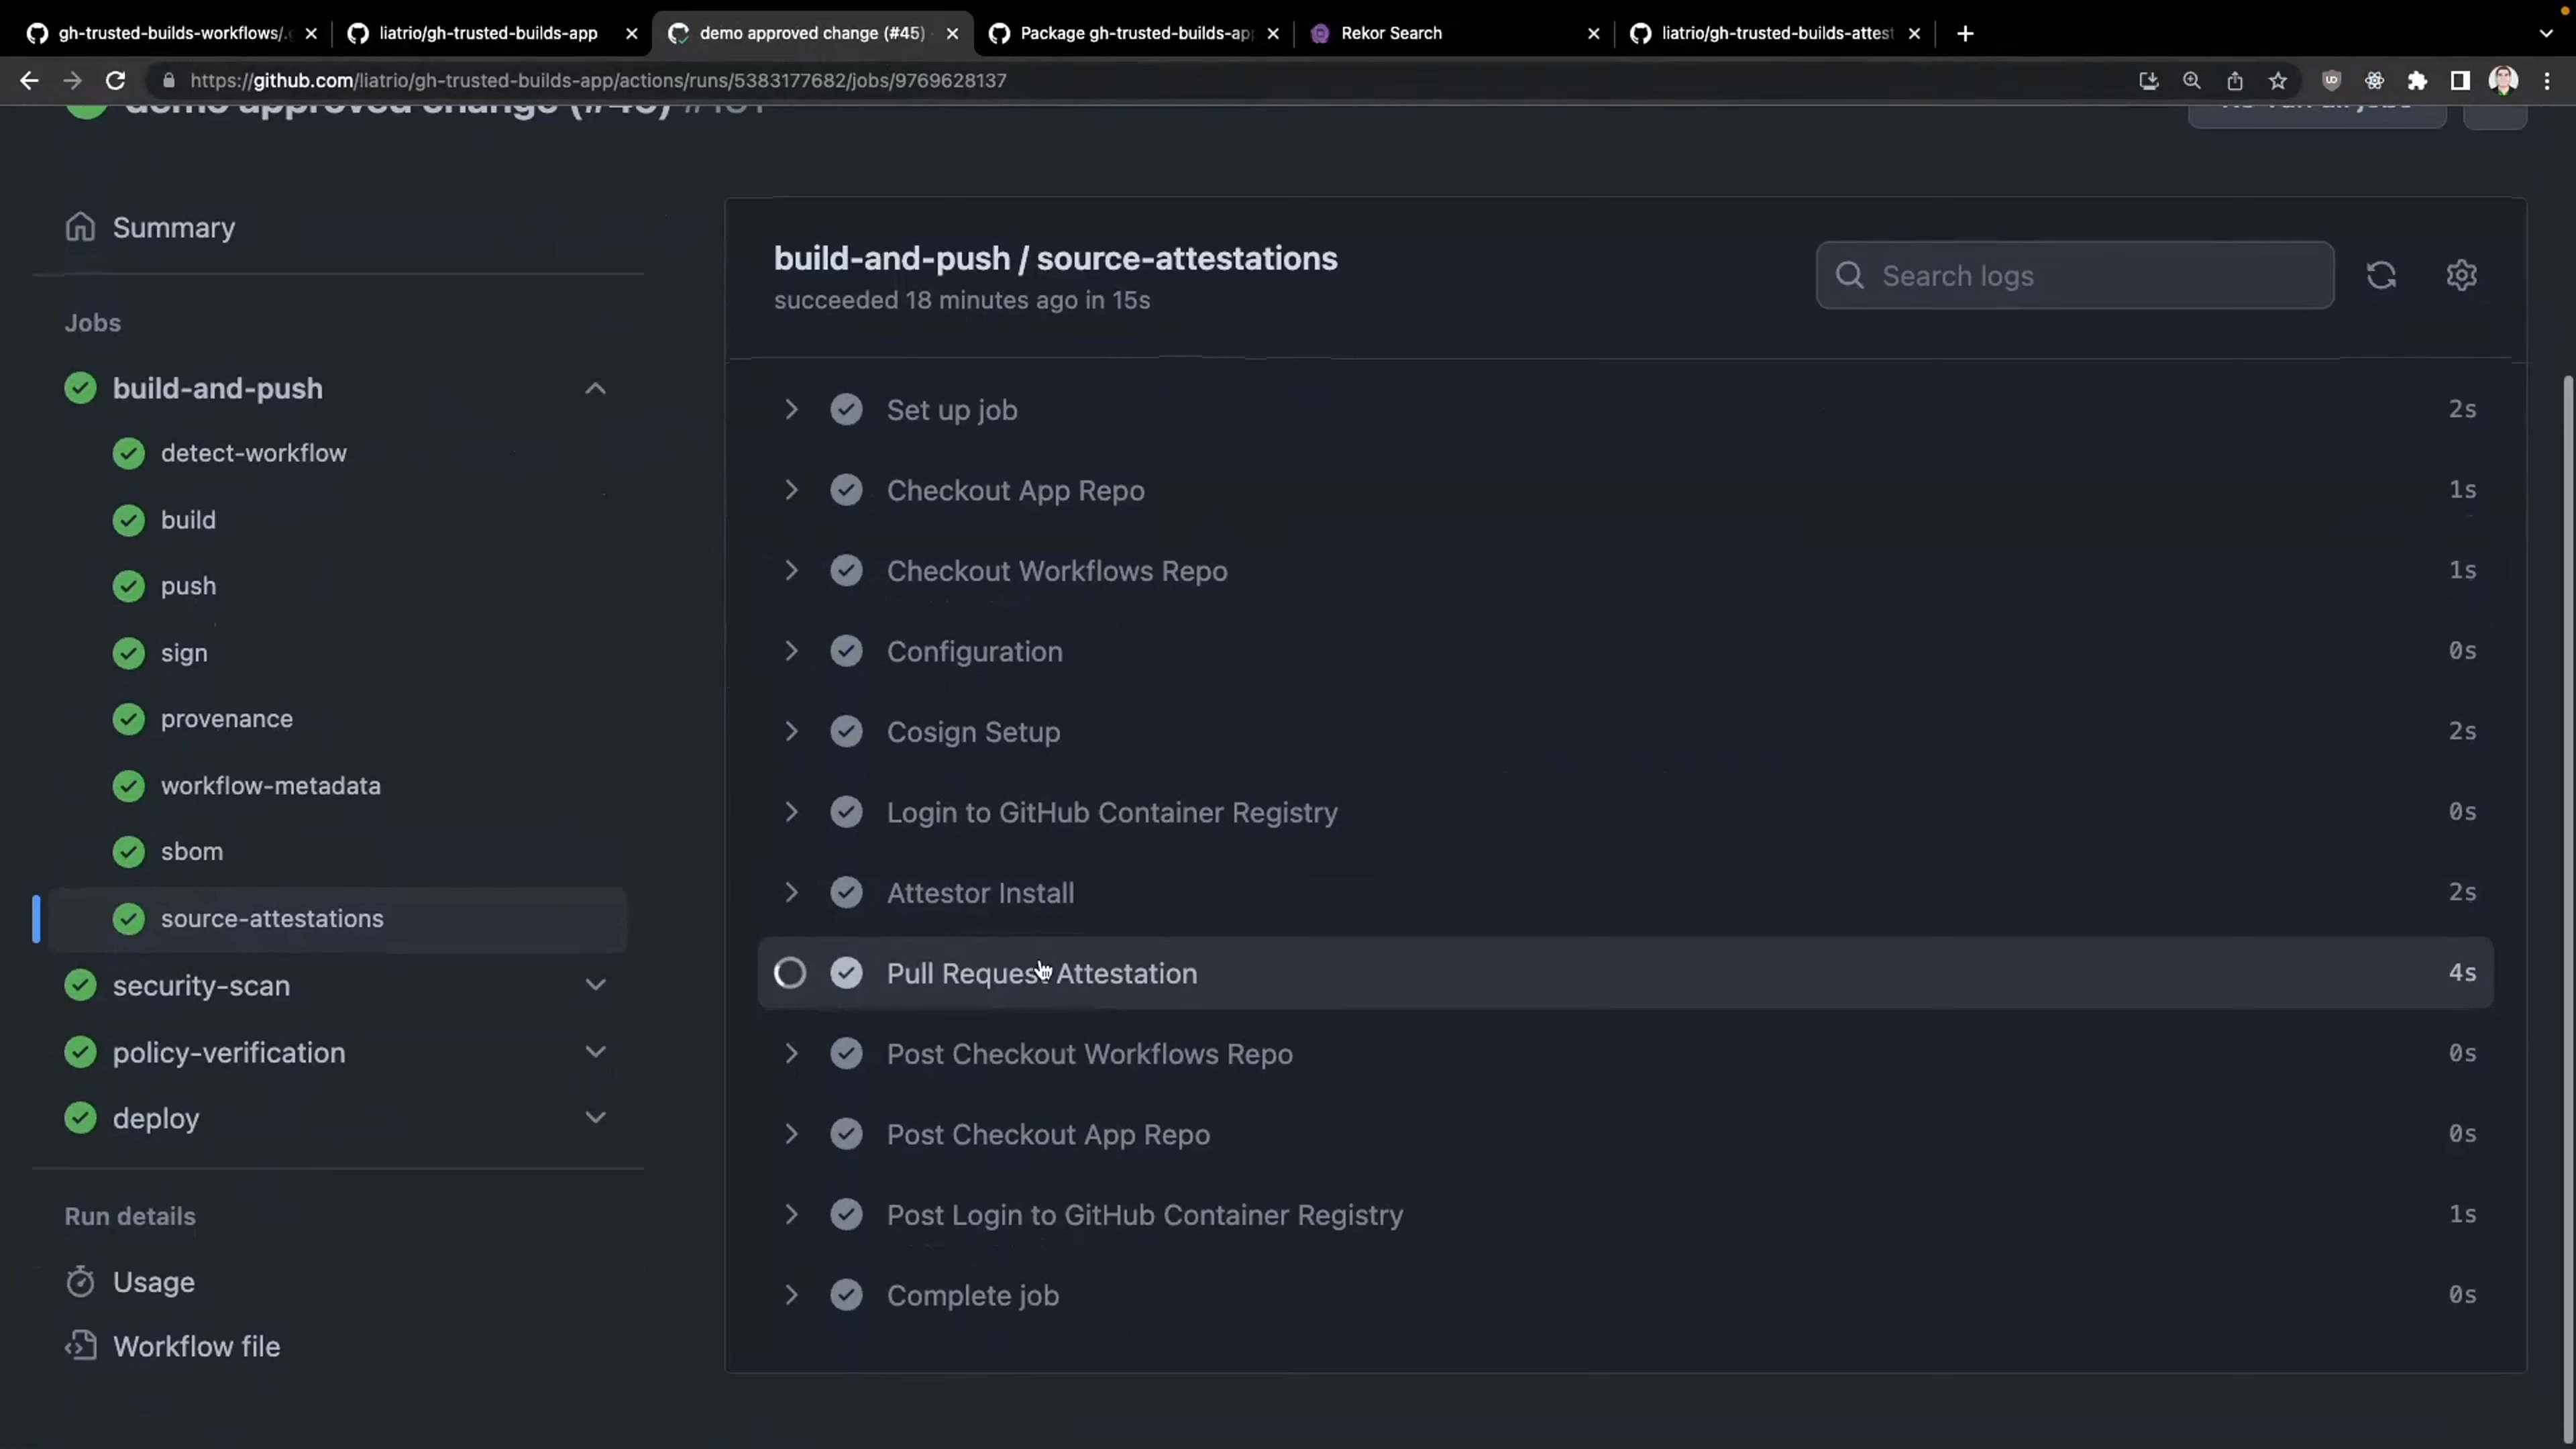 gh-trusted-builds-workflows/.g
liatrio/gh-trusted-builds-app
demo approved change (#45)
Package gh-trusted-builds-app
Rekor Search
liatrio/gh-trusted-builds-attest
https://github.com/liatrio/gh-trusted-builds-app/actions/runs/5383177682/jobs/9769628137
demo approved change (#45)
Summary
Jobs
build-and-push
detect-workflow
build
push
sign
provenance
workflow-metadata
sbom
source-attestations
security-scan
policy-verification
deploy
Run details
Usage
Workflow file
build-and-push / source-attestations
succeeded 18 minutes ago in 15s
Search logs
Set up job 2s
Checkout App Repo 1s
Checkout Workflows Repo 1s
Configuration 0s
Cosign Setup 2s
Login to GitHub Container Registry 0s
Attestor Install 2s
Pull Request Attestation 4s
Post Checkout Workflows Repo 0s
Post Checkout App Repo 0s
Post Login to GitHub Container Registry 1s
Complete job 0s